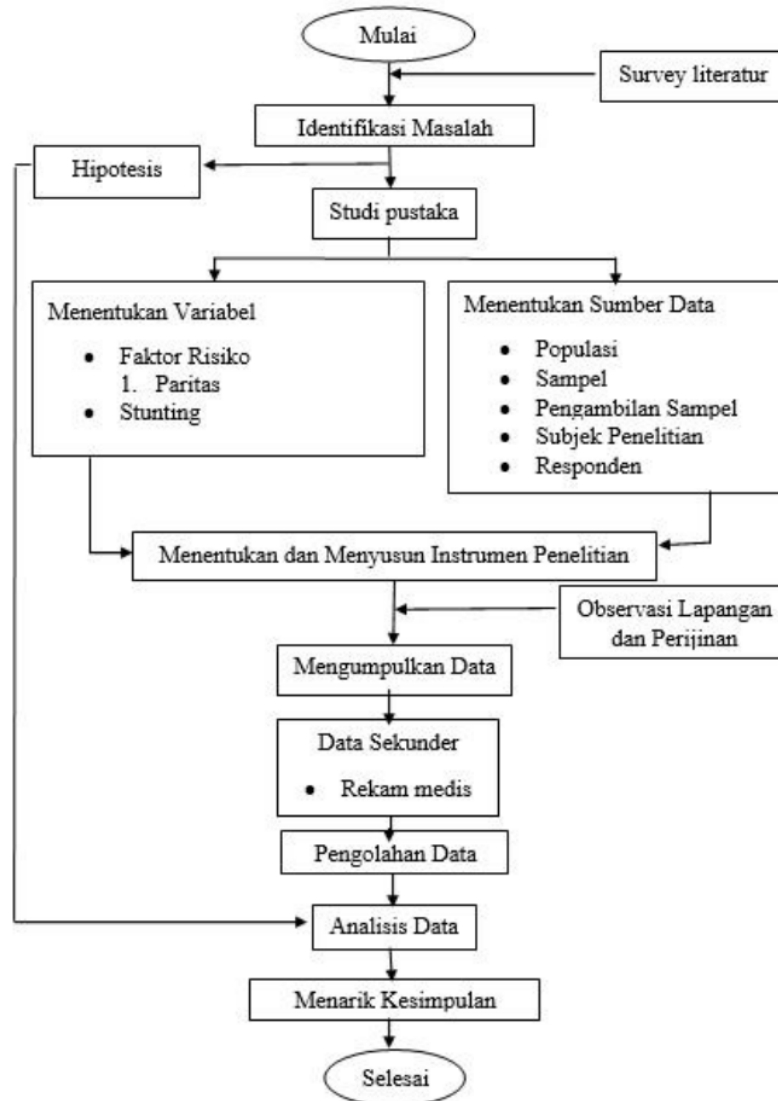 Mulai
Survey literatur
Identifikasi Masalah
Hipotesis
Studi pustaka
Menentukan Variabel
• Faktor Risiko
1. Paritas
• Stunting
Menentukan Sumber Data
• Populasi
• Sampel
• Pengambilan Sampel
• Subjek Penelitian
• Responden
Menentukan dan Menyusun Instrumen Penelitian
Observasi Lapangan
dan Perijinan
Mengumpulkan Data
Data Sekunder
• Rekam medis
Pengolahan Data
Analisis Data
Menarik Kesimpulan
Selesai